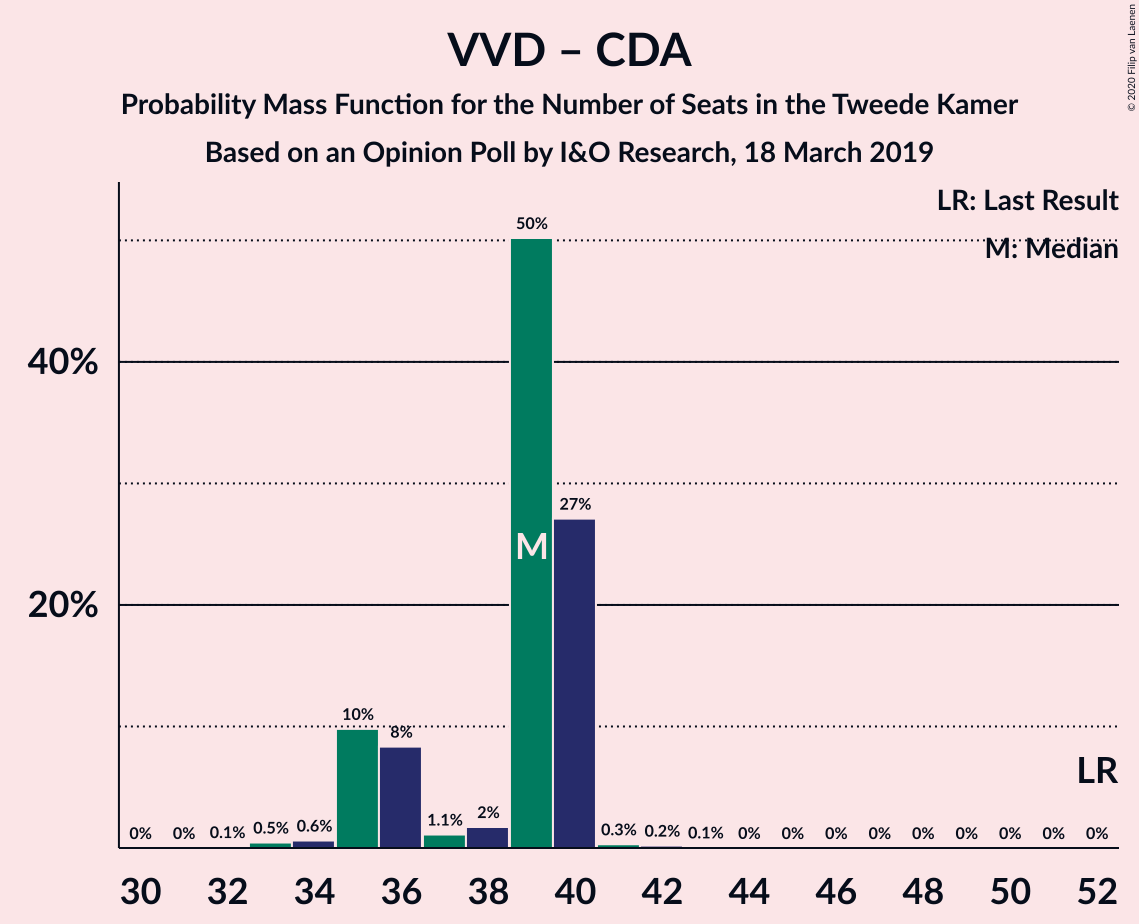 VVD – CDA
Probability Mass Function for the Number of Seats in the Tweede Kamer
Based on an Opinion Poll by I&O Research, 18 March 2019
© 2020 Filip van Laenen
LR: Last Result
M: Median
50%
40%
27%
M
20%
10%
8%
LR
0% 0% 0.1% 0.5% 0.6% 1.1% 2% 0.3% 0.2% 0.1% 0% 0% 0% 0% 0% 0% 0% 0% 0%
30 32 34 36 38 40 42 44 46 48 50 52